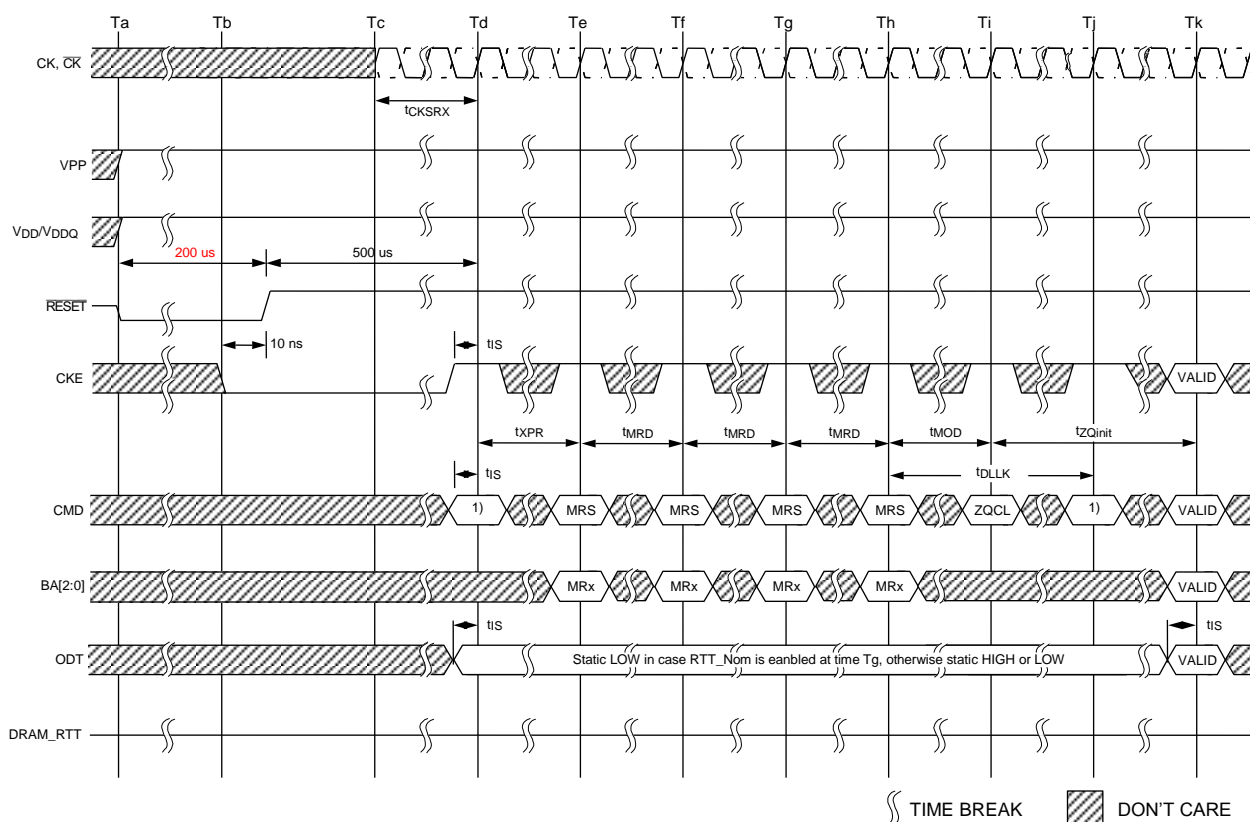 Ta Tb Tc Td Te Tf Tg Th Ti Tj Tk
CK, CK
tCKSRX
VPP
VDD/VDDQ
200 us 500 us
RESET
10 ns tIS
CKE VALID
tXPR tMRD tMRD tMRD tMOD tZQinit
tIS tDLLK
CMD 1) MRS MRS MRS MRS ZQCL 1) VALID
BA[2:0] MRx MRx MRx MRx VALID
tIS tIS
ODT Static LOW in case RTT_Nom is eanbled at time Tg, otherwise static HIGH or LOW VALID
DRAM_RTT
TIME BREAK DON'T CARE